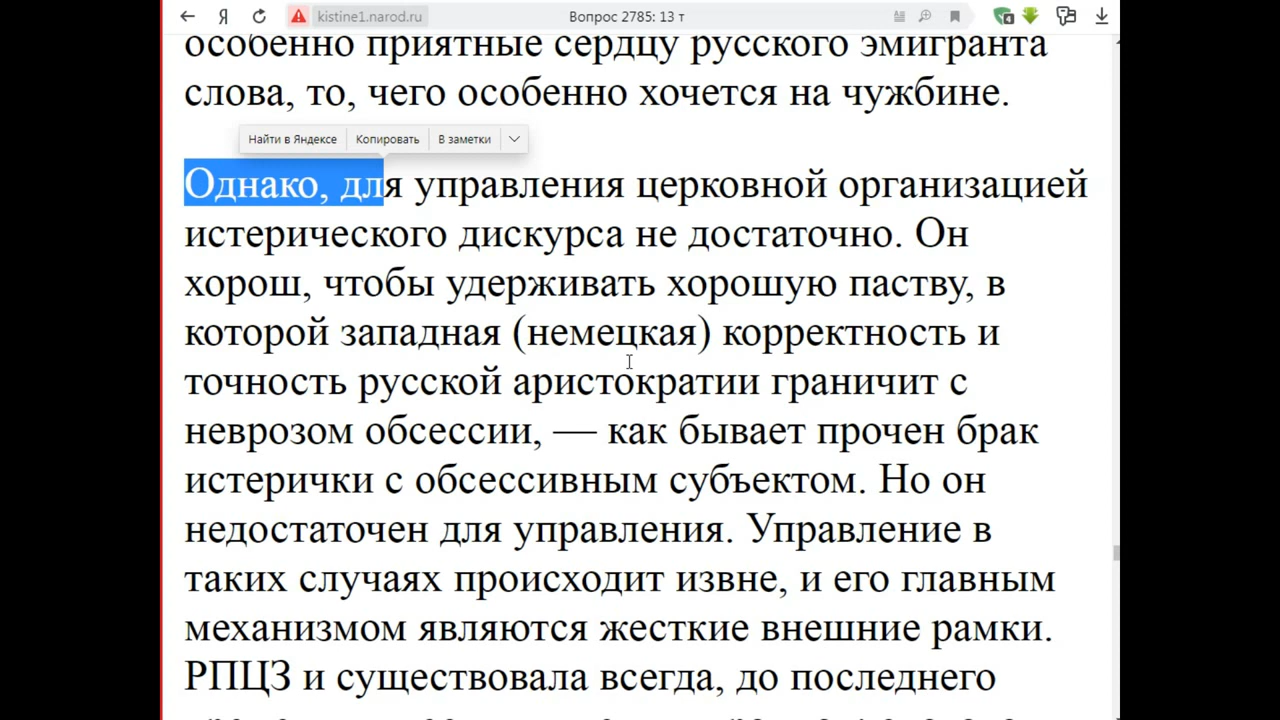 Я kistine1.narod.ru Вопрос 2785: 13 т 4
особенно приятные сердцу русского эмигранта
слова, то, чего особенно хочется на чужбине.
Найти в Яндексе Копировать В заметки
Однако, для управления церковной организацией
истерического дискурса не достаточно. Он
хорош, чтобы удерживать хорошую паству, в
которой западная (немецкая) корректность и
точность русской аристократии граничит с
неврозом обсессии, — как бывает прочен брак
истерички с обсессивным субъектом. Но он
недостаточен для управления. Управление в
таких случаях происходит извне, и его главным
механизмом являются жесткие внешние рамки.
РПЦЗ и существовала всегда, до последнего